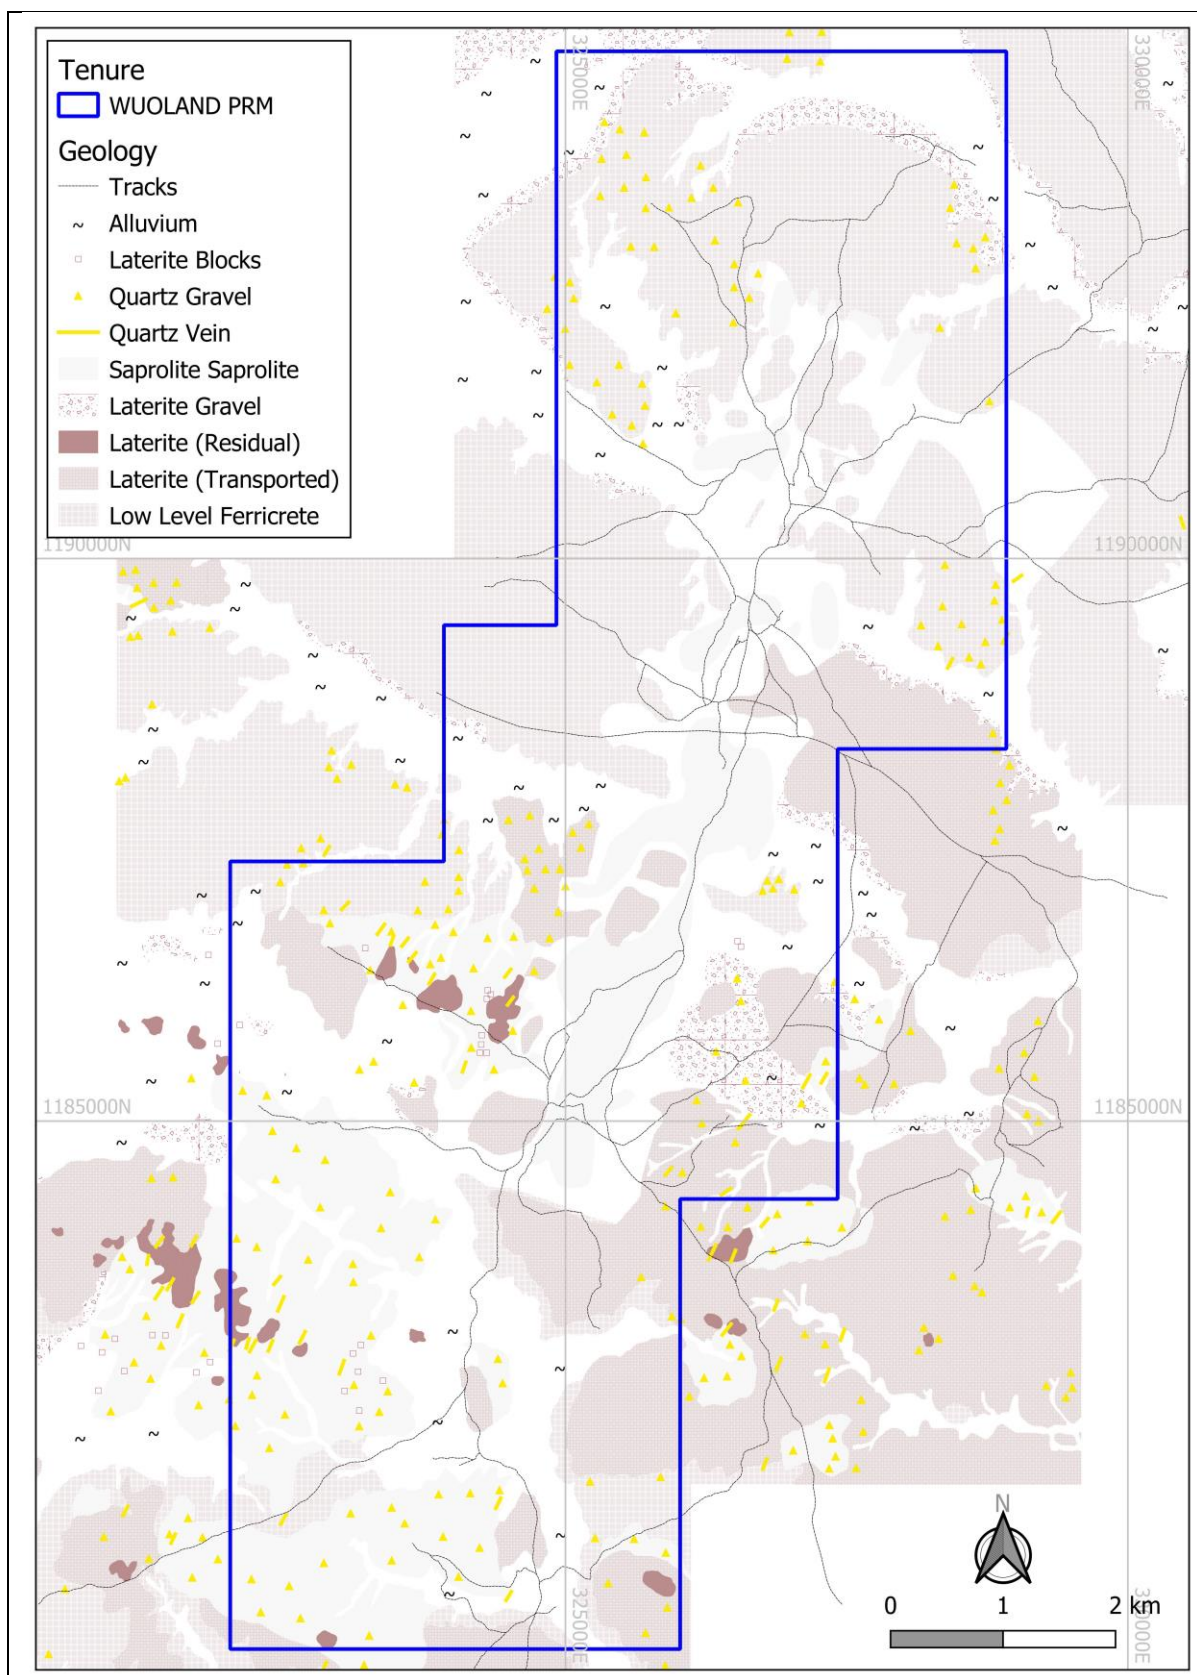 Tenure
WUOLAND PRM
Geology
Tracks
Alluvium
Laterite Blocks
Quartz Gravel
Quartz Vein
Saprolite Saprolite
Laterite Gravel
Laterite (Residual)
Laterite (Transported)
Low Level Ferricrete
325000E
330000E
1190000N
1190000N
1185000N
1185000N
325000E
330000E
N
0 1 2 km